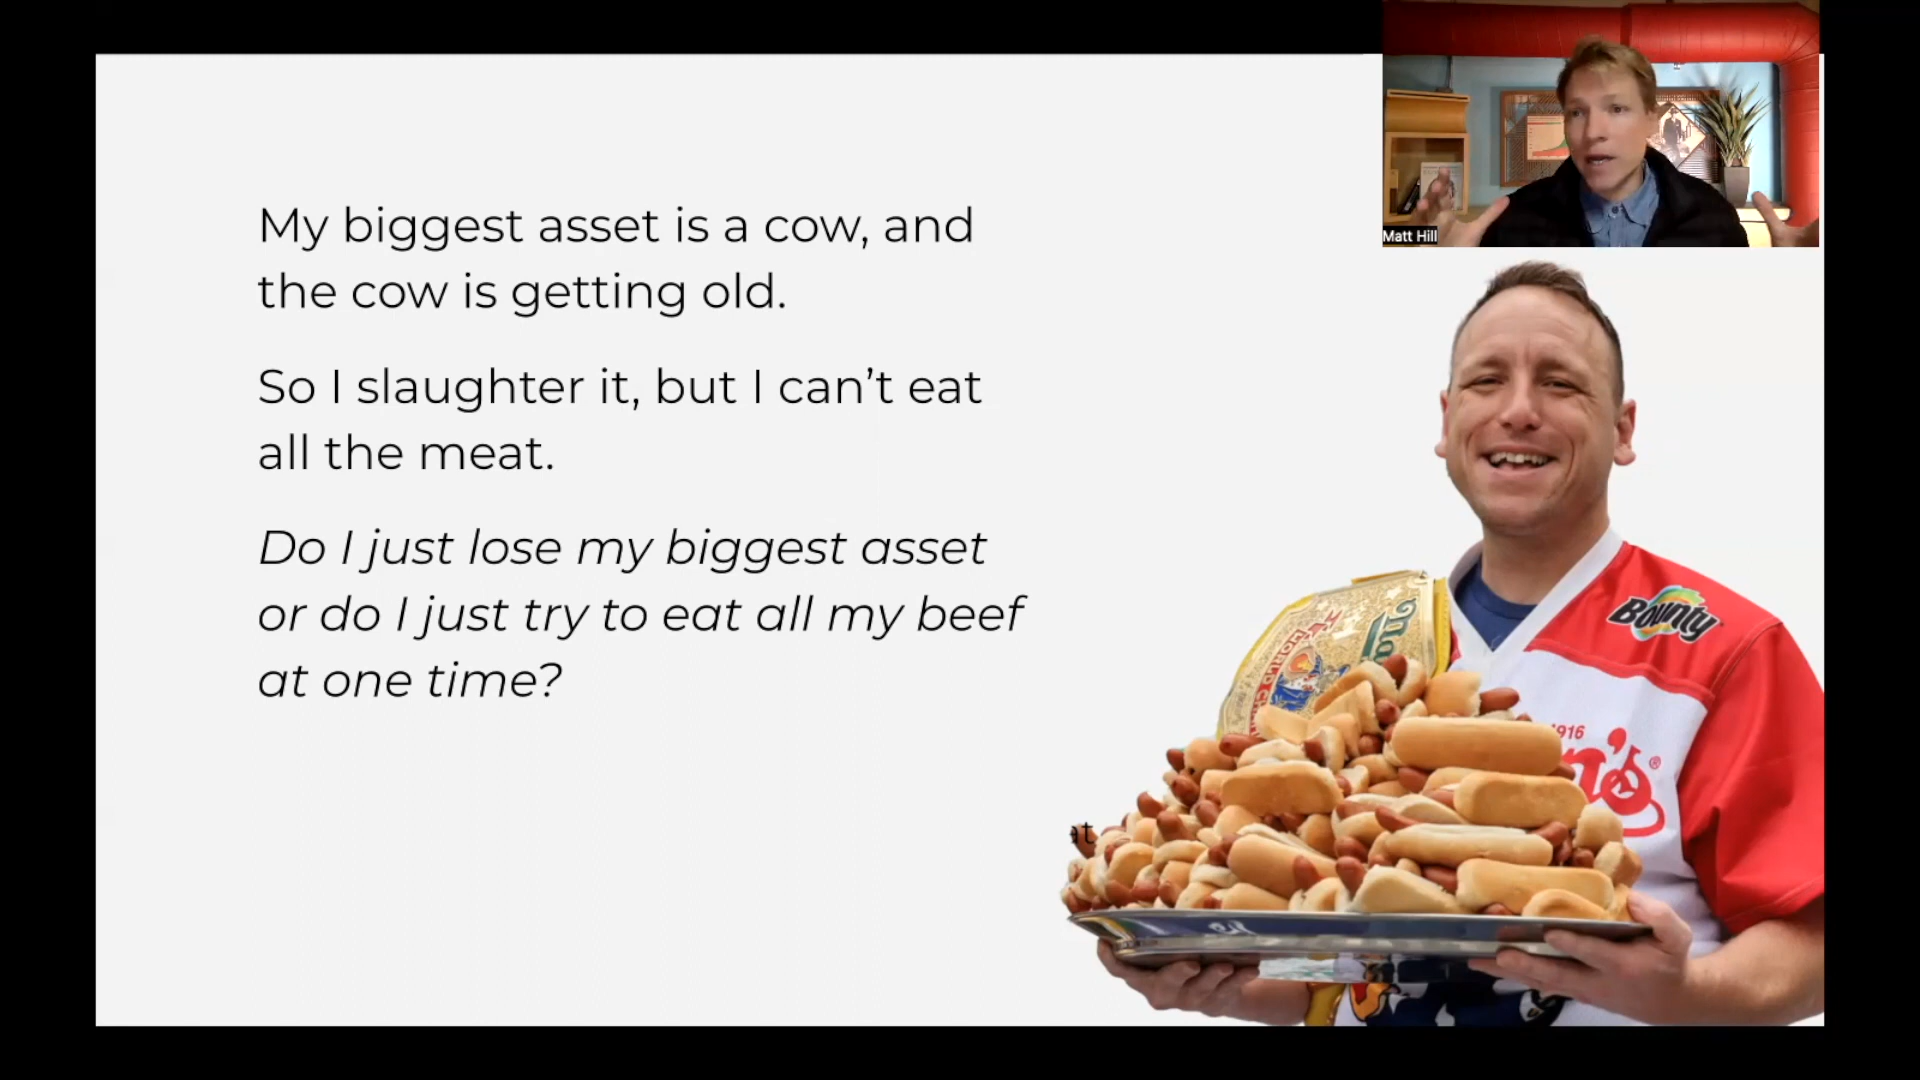 My biggest asset is a cow, and
the cow is getting old.
So I slaughter it, but I can’t eat
all the meat.
Do I just lose my biggest asset
or do I just try to eat all my beef
at one time?
Matt Hill
Bounty
1916